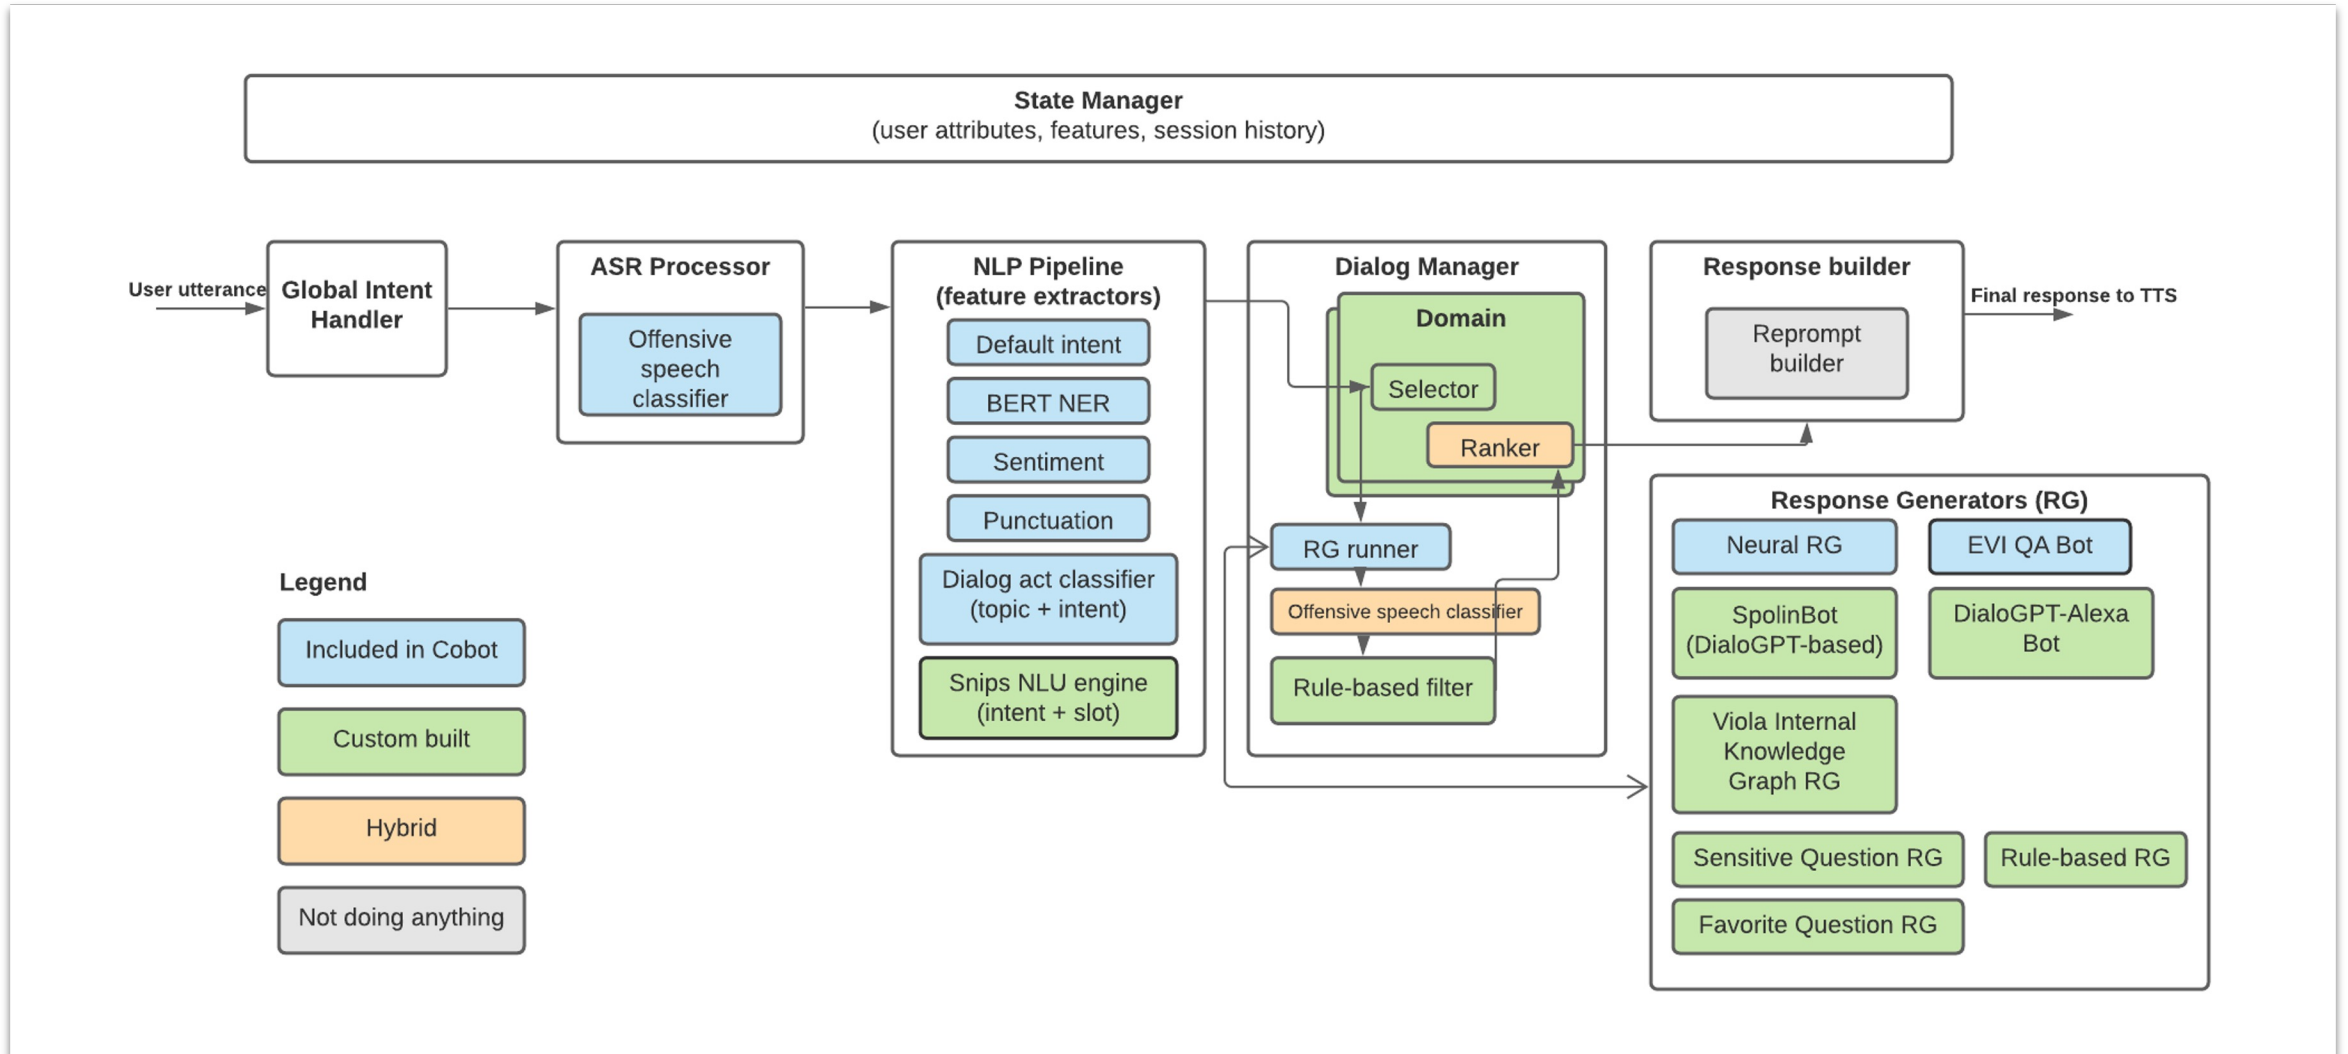 State Manager
(user attributes, features, session history)
User utterance
Global Intent
Handler
ASR Processor
Offensive
speech
classifier
NLP Pipeline
(feature extractors)
Default intent
BERT NER
Sentiment
Punctuation
Dialog act classifier
(topic + intent)
Snips NLU engine
(intent + slot)
Dialog Manager
Domain
Selector
Ranker
RG runner
Offensive speech classifier
Rule-based filter
Response builder
Reprompt
builder
Final response to TTS
Response Generators (RG)
Neural RG
EVI QA Bot
SpolinBot
(DialoGPT-based)
DialoGPT-Alexa
Bot
Viola Internal
Knowledge
Graph RG
Sensitive Question RG
Rule-based RG
Favorite Question RG
Legend
Included in Cobot
Custom built
Hybrid
Not doing anything